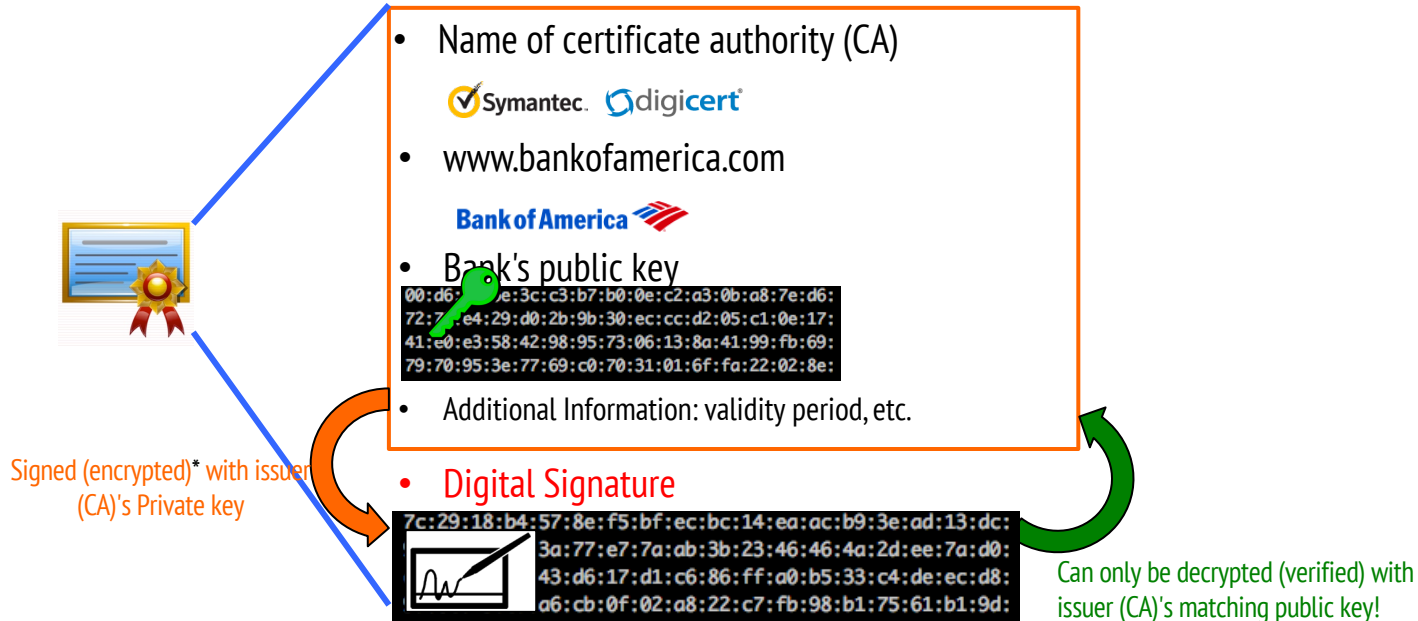 • Name of certificate authority (CA)
Symantec. digicert®
• www.bankofamerica.com
Bank of America
• Bank's public key
00:d6: e:3c:c3:b7:b0:0e:c2:a3:0b:a8:7e:d6:
72:7 e4:29:d0:2b:9b:30:ec:cc:d2:05:c1:0e:17:
41:e0:e3:58:42:98:95:73:06:13:8a:41:99:fb:69:
79:70:95:3e:77:69:c0:70:31:01:6f:fa:22:02:8e:
• Additional Information: validity period, etc.
Signed (encrypted)* with issuer
(CA)'s Private key
• Digital Signature
7c:29:18:b4:57:8e:f5:bf:ec:bc:14:ea:ac:b9:3e:ad:13:dc:
3a:77:e7:7a:ab:3b:23:46:46:4a:2d:ee:7a:d0:
43:d6:17:d1:c6:86:ff:a0:b5:33:c4:de:ec:d8:
a6:cb:0f:02:a8:22:c7:fb:98:b1:75:61:b1:9d:
Can only be decrypted (verified) with
issuer (CA)'s matching public key!